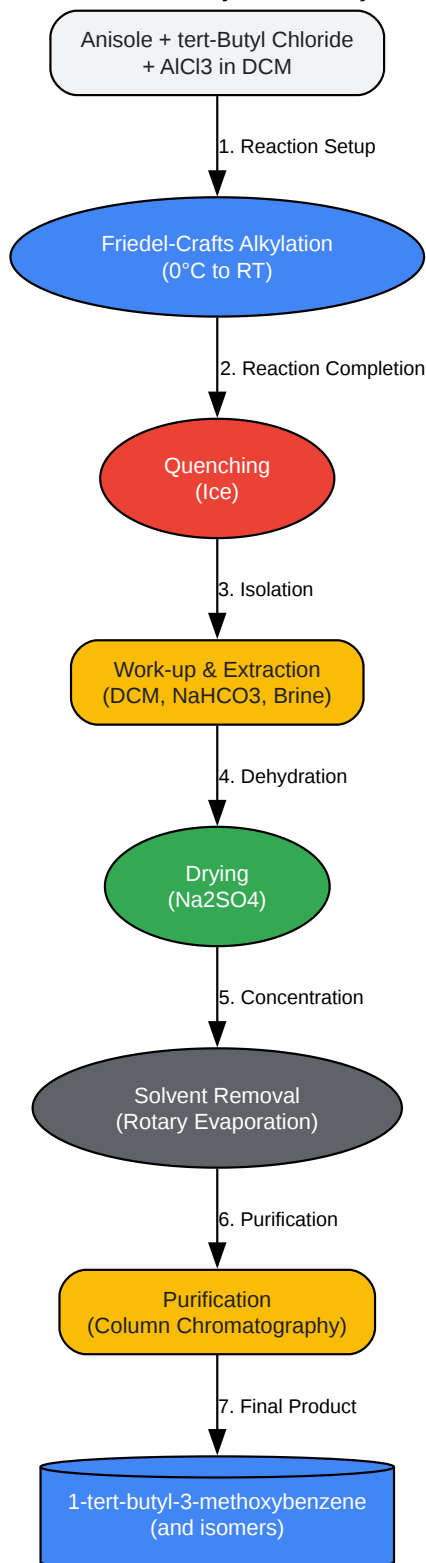 Anisole + tert-Butyl Chloride
+ AlCl3 in DCM
1. Reaction Setup
Friedel-Crafts Alkylation
(0°C to RT)
2. Reaction Completion
Quenching
(Ice)
3. Isolation
Work-up & Extraction
(DCM, NaHCO3, Brine)
4. Dehydration
Drying
(Na2SO4)
5. Concentration
Solvent Removal
(Rotary Evaporation)
6. Purification
Purification
(Column Chromatography)
7. Final Product
1-tert-butyl-3-methoxybenzene
(and isomers)